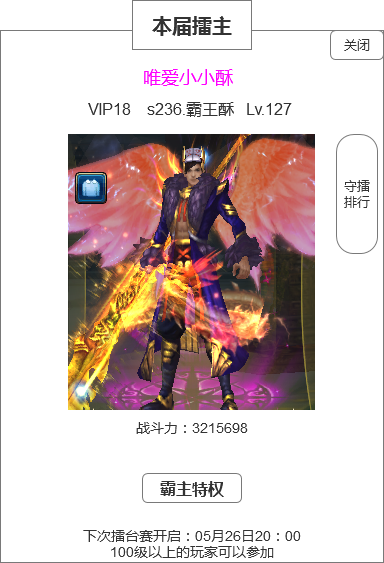 本届擂主
关闭
唯爱小小酥
VIP18 s236.霸王酥 Lv.127
守擂
排行
战斗力：3215698
霸主特权
下次擂台赛开启：05月26日20：00
100级以上的玩家可以参加